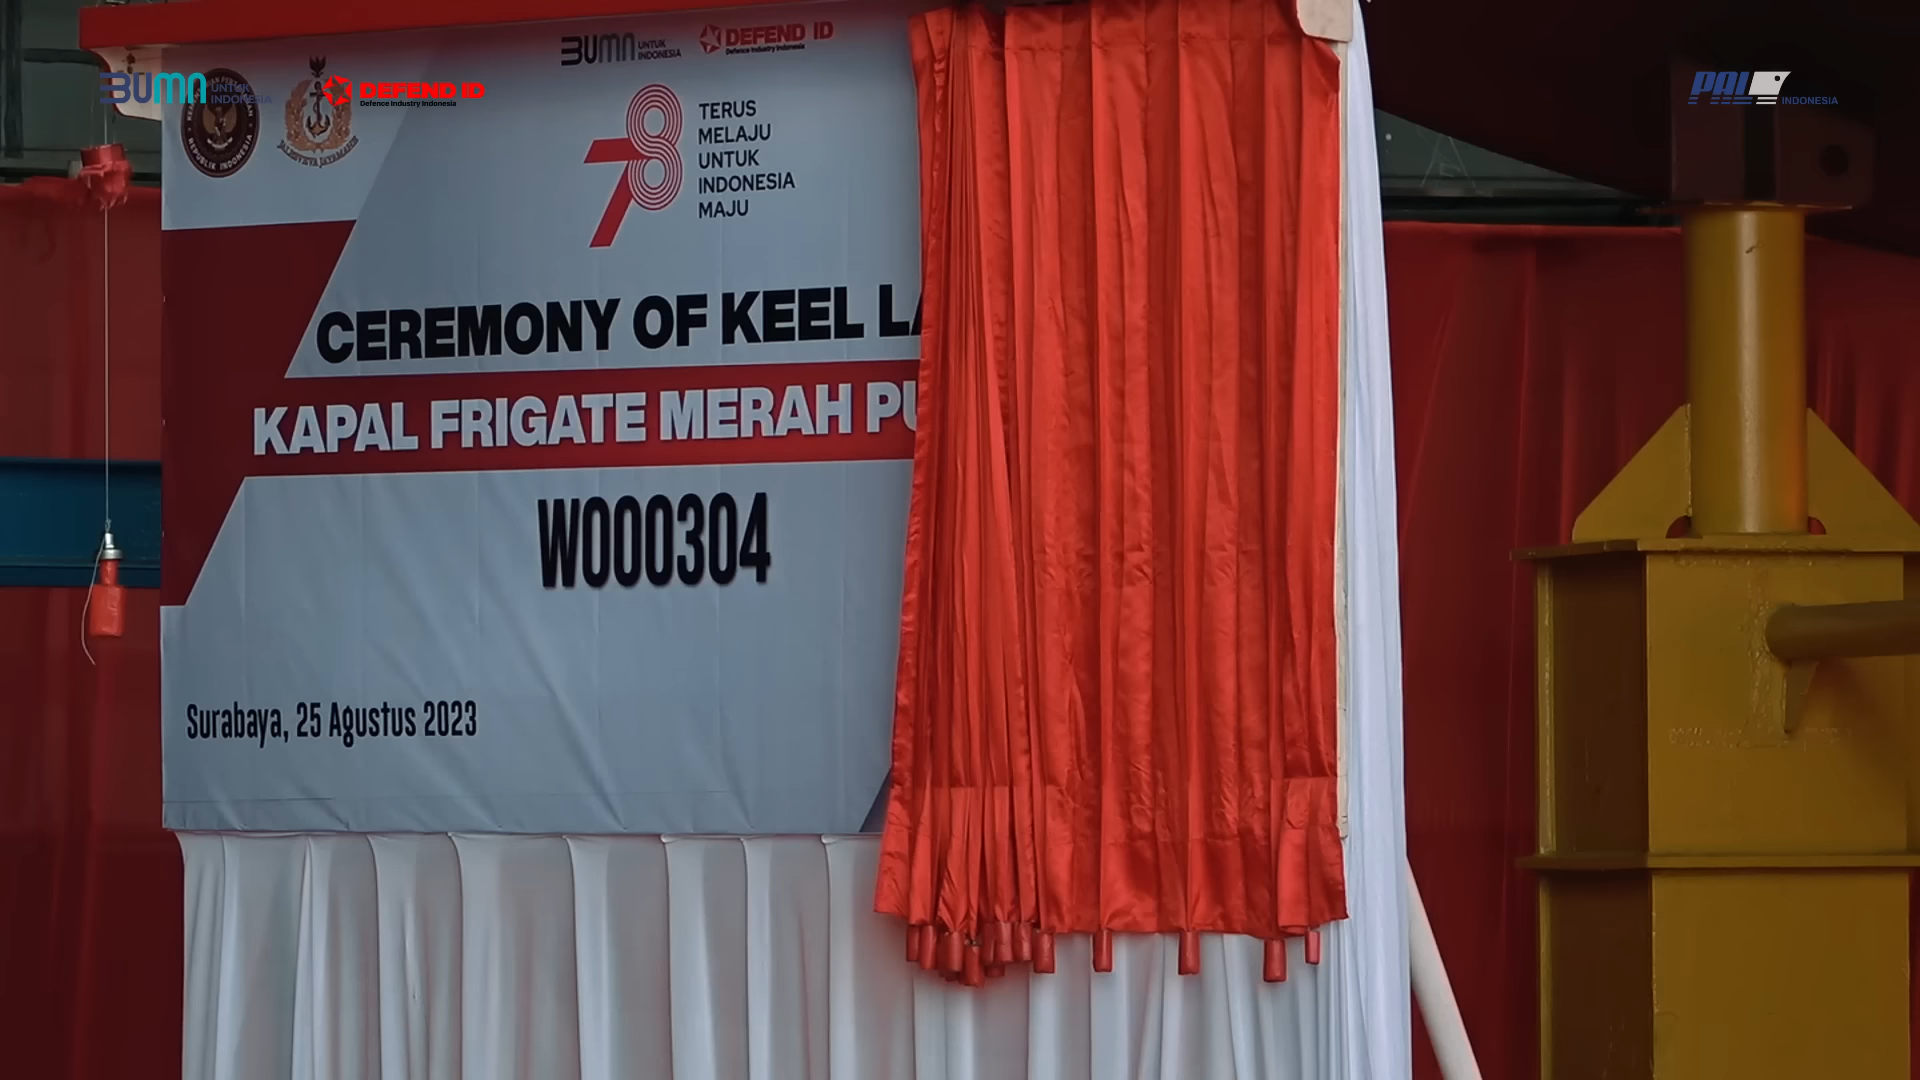 BUMN UNTUK INDONESIA
DEFEND ID
Defence Industry Indonesia
PAL INDONESIA
BUMN UNTUK INDONESIA
DEFEND ID
Defence Industry Indonesia
REPUBLIK INDONESIA
JALESVEVA JAYAMAHE
78
TERUS
MELAJU
UNTUK
INDONESIA
MAJU
CEREMONY OF KEEL LA
KAPAL FRIGATE MERAH PU
W000304
Surabaya, 25 Agustus 2023